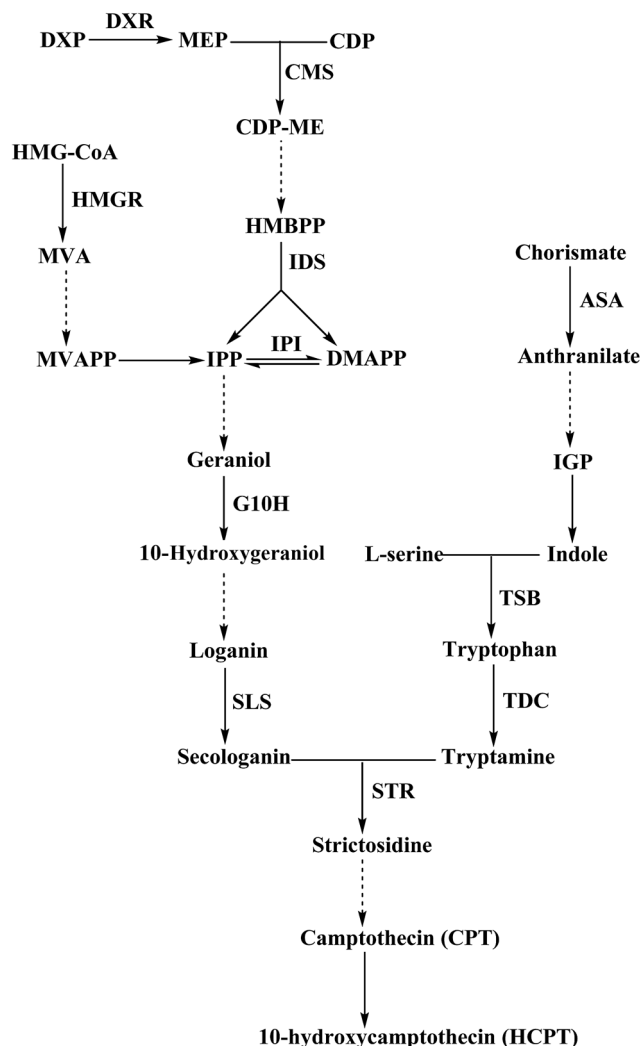 DXR
DXP MEP CDP
CMS
CDP-ME
HMG-CoA
HMGR
HMBPP
MVA
IDS
Chorismate
ASA
IPI
MVAPP IPP DMAPP
Anthranilate
Geraniol
IGP
G10H
10-Hydroxygeraniol
L-serine Indole
TSB
Loganin
Tryptophan
SLS
TDC
Secologanin Tryptamine
STR
Strictosidine
Camptothecin (CPT)
10-hydroxycamptothecin (HCPT)